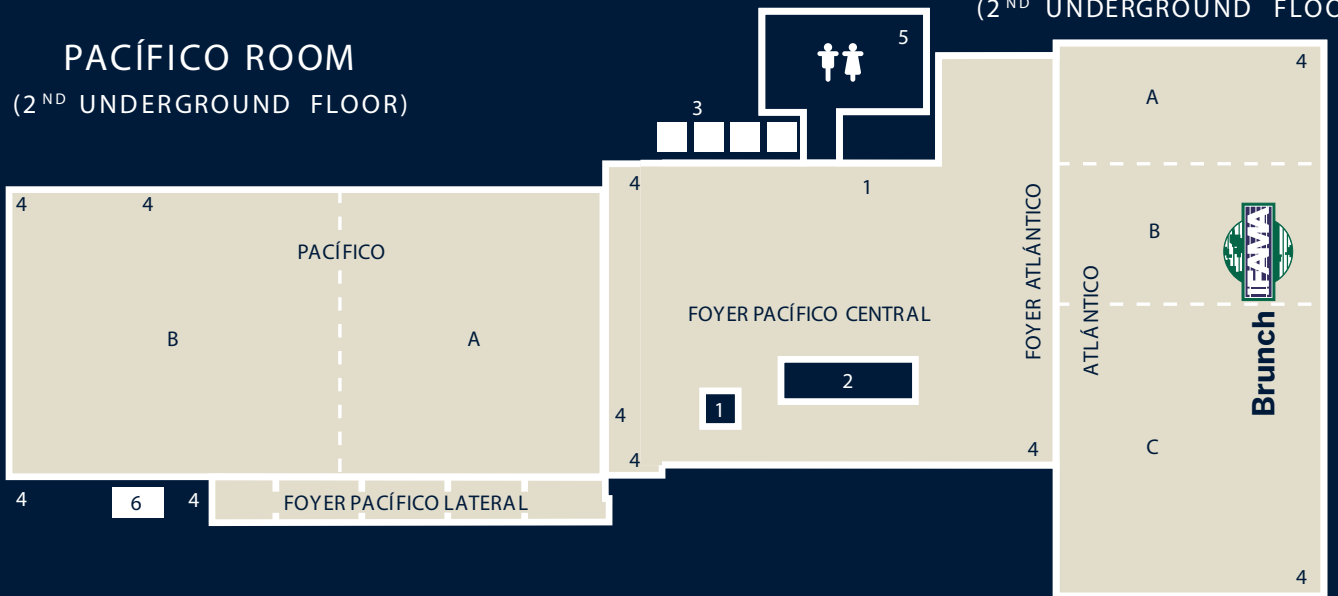 (2ND UNDERGROUND FLOO
PACÍFICO ROOM
(2ND UNDERGROUND FLOOR)
5
4
3
A
4
1
4
4
FOYER ATLÁNTICO
B
IFAMA
PACÍFICO
ATLÁNTICO
FOYER PACÍFICO CENTRAL
B
A
Brunch
2
1
4
4
C
4
4
6
4
FOYER PACÍFICO LATERAL
4